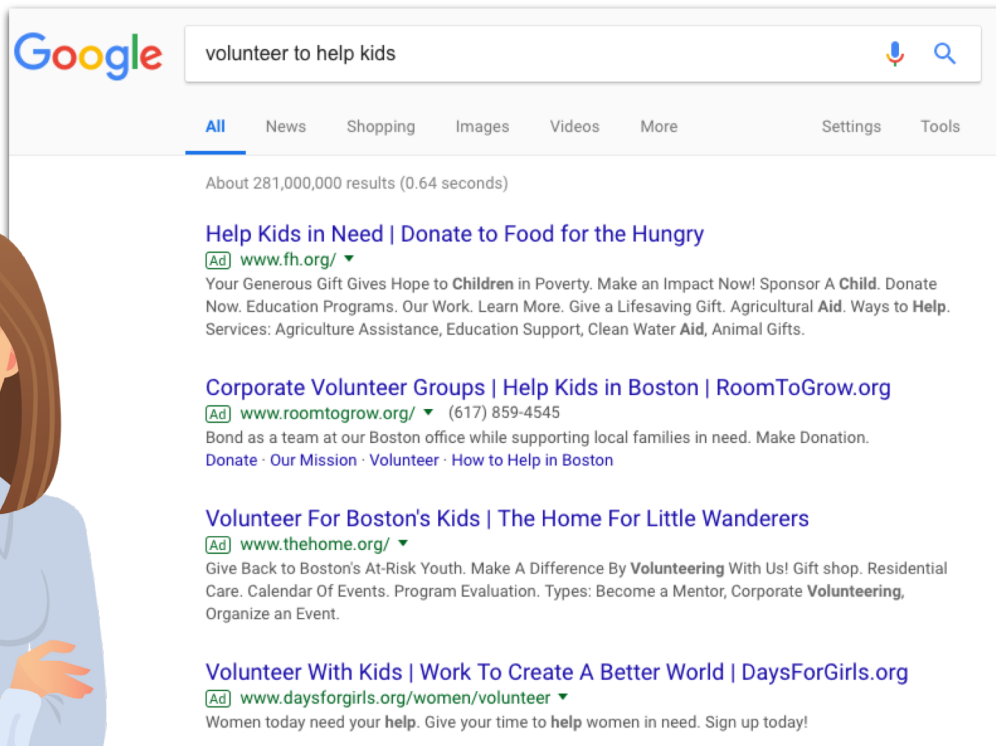 Google
volunteer to help kids
All News Shopping Images Videos More Settings Tools
About 281,000,000 results (0.64 seconds)
Help Kids in Need | Donate to Food for the Hungry
Ad www.fh.org/
Your Generous Gift Gives Hope to Children in Poverty. Make an Impact Now! Sponsor A Child. Donate
Now. Education Programs. Our Work. Learn More. Give a Lifesaving Gift. Agricultural Aid. Ways to Help.
Services: Agriculture Assistance, Education Support, Clean Water Aid, Animal Gifts.
Corporate Volunteer Groups | Help Kids in Boston | RoomToGrow.org
Ad www.roomtogrow.org/ (617) 859-4545
Bond as a team at our Boston office while supporting local families in need. Make Donation.
Donate · Our Mission · Volunteer · How to Help in Boston
Volunteer For Boston's Kids | The Home For Little Wanderers
Ad www.thehome.org/
Give Back to Boston's At-Risk Youth. Make A Difference By Volunteering With Us! Gift shop. Residential
Care. Calendar Of Events. Program Evaluation. Types: Become a Mentor, Corporate Volunteering,
Organize an Event.
Volunteer With Kids | Work To Create A Better World | DaysForGirls.org
Ad www.daysforgirls.org/women/volunteer
Women today need your help. Give your time to help women in need. Sign up today!